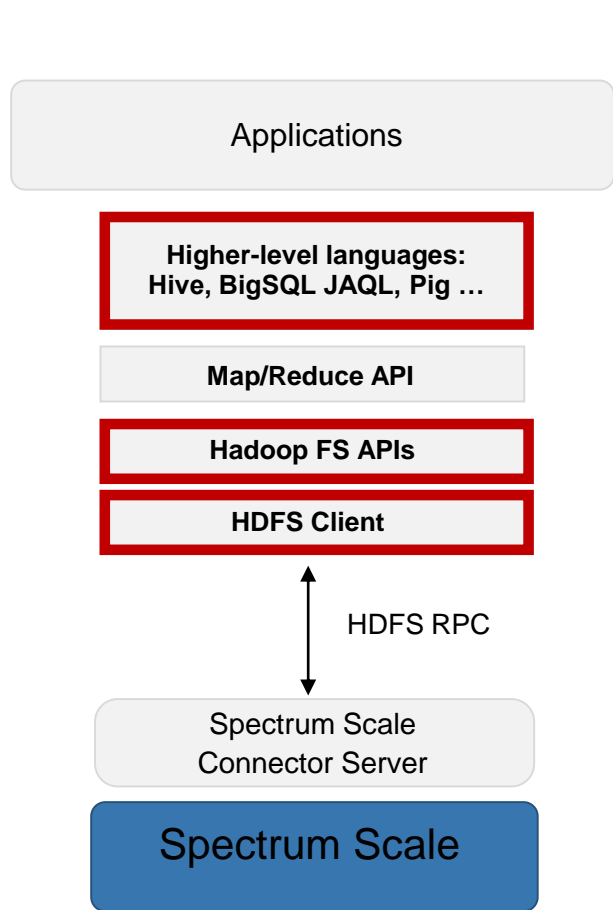 Applications
Higher-level languages:
Hive, BigSQL JAQL, Pig …
Map/Reduce API
Hadoop FS APIs
HDFS Client
HDFS RPC
Spectrum Scale
Connector Server
Spectrum Scale